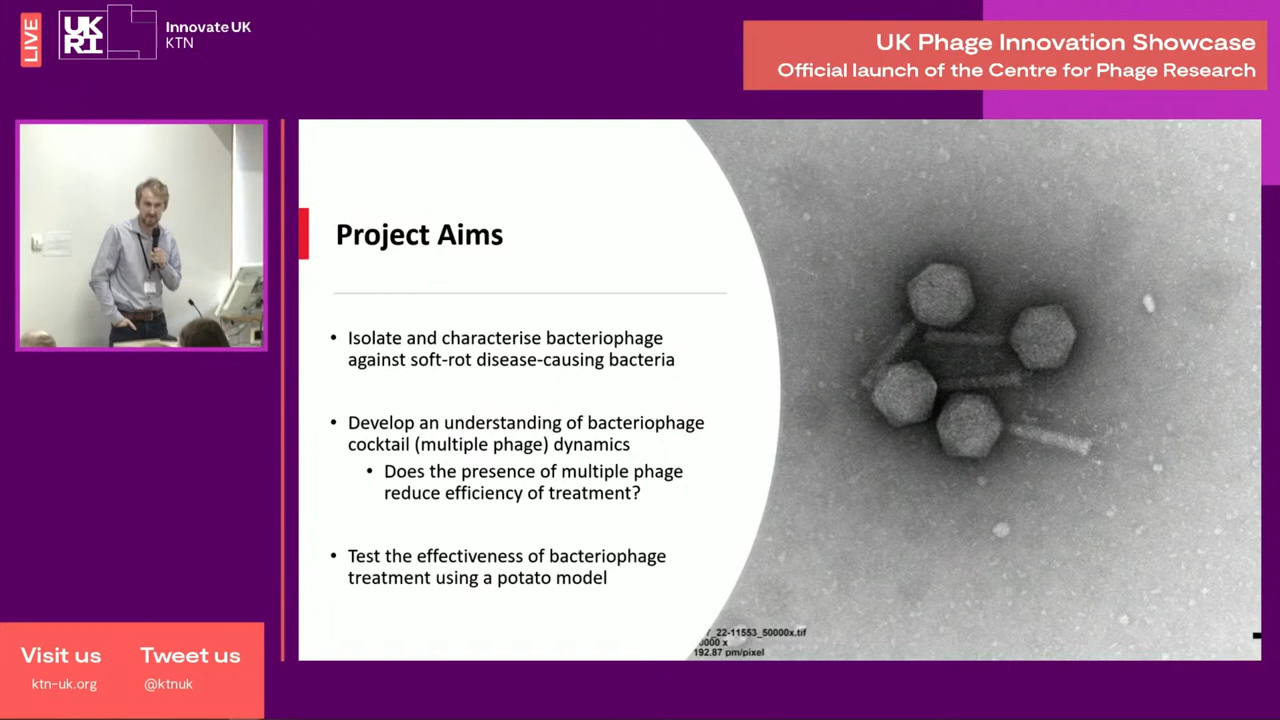 LIVE
UK
RI
Innovate UK
KTN
UK Phage Innovation Showcase
Official launch of the Centre for Phage Research
Project Aims
• Isolate and characterise bacteriophage
against soft-rot disease-causing bacteria
• Develop an understanding of bacteriophage
cocktail (multiple phage) dynamics
• Does the presence of multiple phage
reduce efficiency of treatment?
• Test the effectiveness of bacteriophage
treatment using a potato model
_22-11553_50000x.tif
0000 x
192.87 pm/pixel
Visit us
Tweet us
ktn-uk.org
@ktnuk